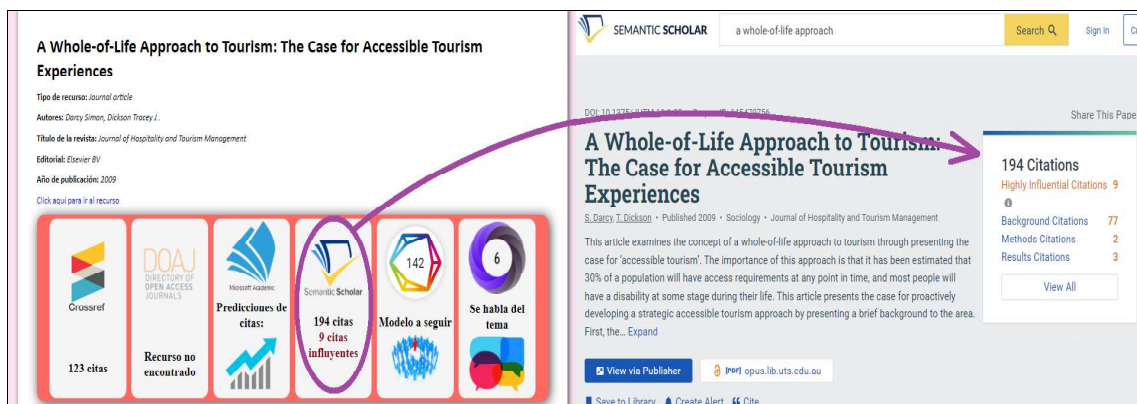 A Whole-of-Life Approach to Tourism: The Case for Accessible Tourism
Experiences
Tipo de recurso: Journal article
Autores: Darcy Simon, Dickson Tracey J..
Título de la revista: Journal of Hospitality and Tourism Management
Editorial: Elsevier BV
Año de publicación: 2009
Click aquí para ir al recurso
Crossref
123 citas
DOAJ
DIRECTORY OF
OPEN ACCESS
JOURNALS
Recurso no
encontrado
Microsoft Academic
Predicciones de
citas:
Semantic Scholar
194 citas
9 citas
influyentes
142
Modelo a seguir
6
Se habla del
tema
SEMANTIC SCHOLAR
a whole-of-life approach
Search
Sign In
Share This Pape
A Whole-of-Life Approach to Tourism:
The Case for Accessible Tourism
Experiences
S. Darcy, T. Dickson • Published 2009 • Sociology • Journal of Hospitality and Tourism Management
This article examines the concept of a whole-of-life approach to tourism through presenting the
case for 'accessible tourism'. The importance of this approach is that it has been estimated that
30% of a population will have access requirements at any point in time, and most people will
have a disability at some stage during their life. This article presents the case for proactively
developing a strategic accessible tourism approach by presenting a brief background to the area.
First, the... Expand
View via Publisher
[PDF] opus.lib.uts.edu.au
Save to Library
Create Alert
Cite
194 Citations
Highly Influential Citations 9
Background Citations 77
Methods Citations 2
Results Citations 3
View All